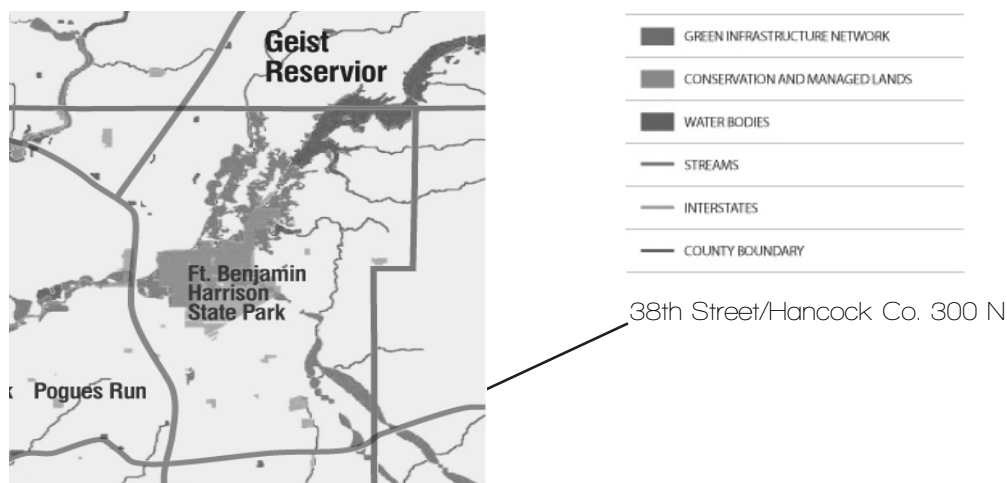 Geist
Reservior
Ft. Benjamin
Harrison
State Park
Pogues Run
GREEN INFRASTRUCTURE NETWORK
CONSERVATION AND MANAGED LANDS
WATER BODIES
STREAMS
INTERSTATES
COUNTY BOUNDARY
38th Street/Hancock Co. 300 N